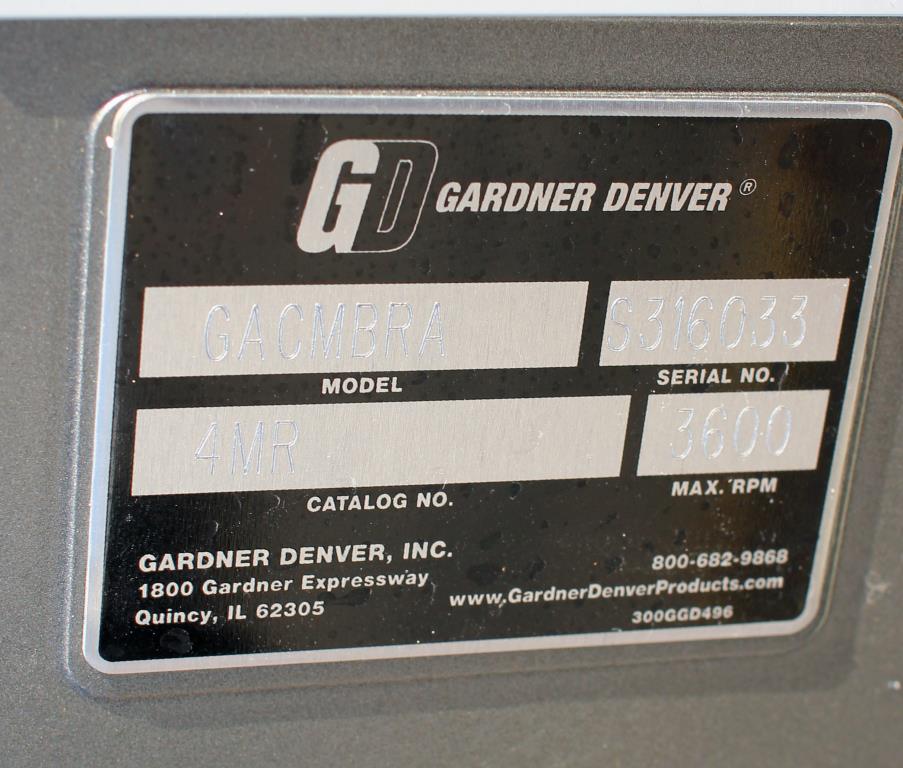 GD GARDNER DENVER®
GACMBRA S316033
MODEL SERIAL NO.
4MR 3600
CATALOG NO. MAX. RPM
GARDNER DENVER, INC.
1800 Gardner Expressway
Quincy, IL 62305
800-682-9868
www.GardnerDenverProducts.com
300GGD496